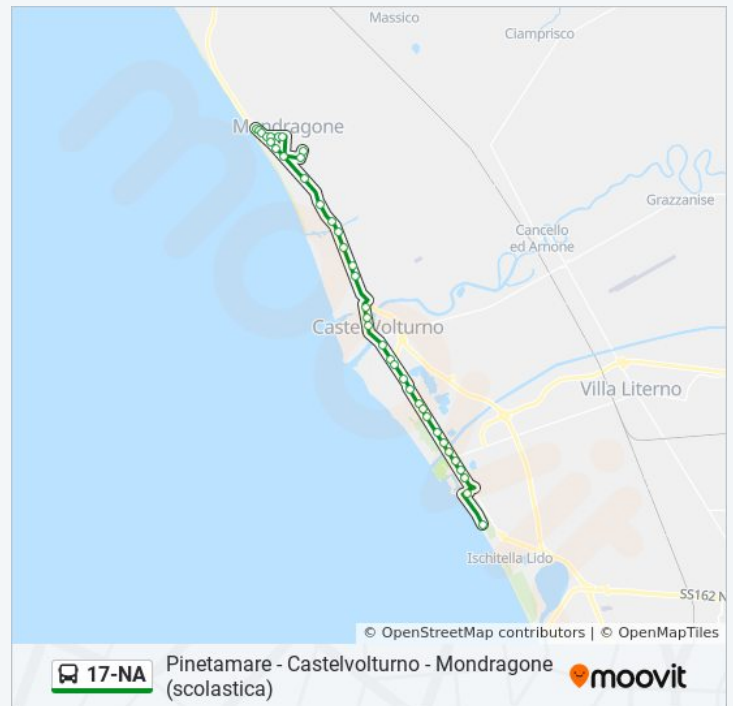 Massico
Ciamprisco
Mondragone
Grazzanise
Cancello
ed Arnone
Castel Volturno
Villa Literno
Ischitella Lido
SS162 N
© OpenStreetMap contributors | © OpenMapTiles
17-NA
Pinetamare - Castelvolturno - Mondragone
(scolastica)
moovit